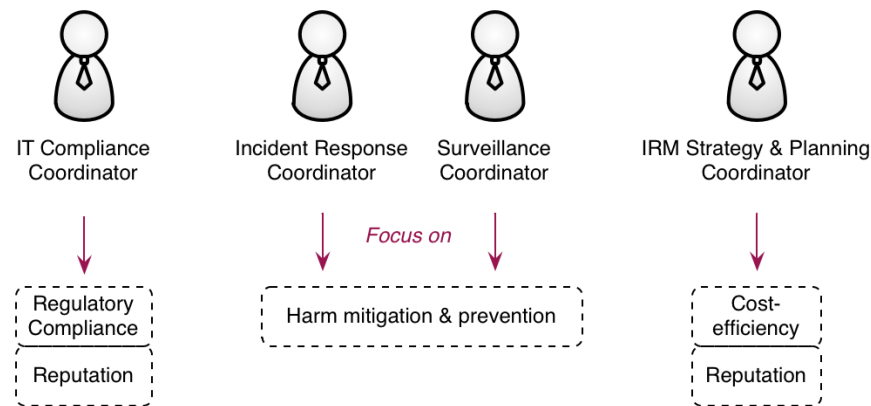 IT Compliance
Coordinator
Incident Response
Coordinator
Surveillance
Coordinator
IRM Strategy & Planning
Coordinator
Focus on
Regulatory
Compliance
Reputation
Harm mitigation & prevention
Cost-
efficiency
Reputation